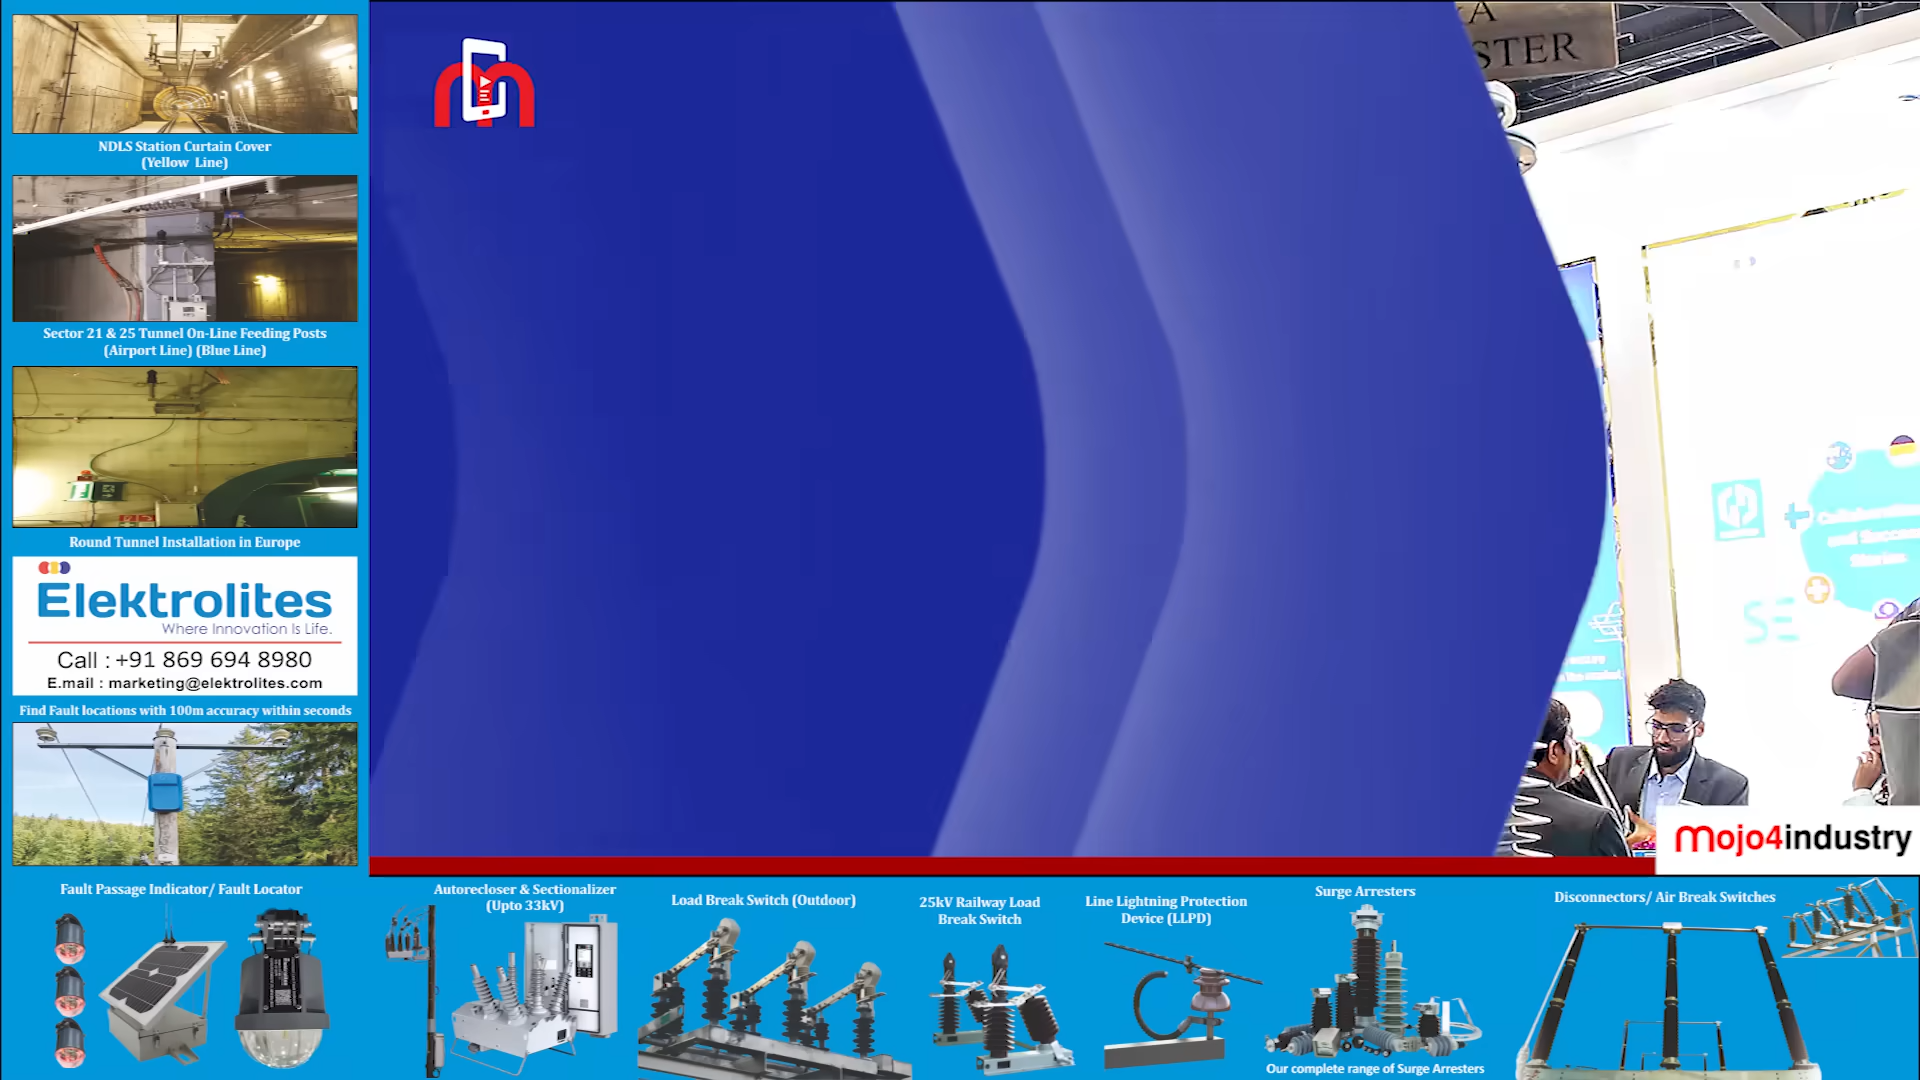 NDLS Station Curtain Cover
(Yellow Line)
Sector 21 & 25 Tunnel On-Line Feeding Posts
(Airport Line) (Blue Line)
Round Tunnel Installation in Europe
Elektrolites
Where Innovation Is Life.
Call : +91 869 694 8980
E.mail : marketing@elektrolites.com
Find Fault locations with 100m accuracy within seconds
Fault Passage Indicator/ Fault Locator
Autorecloser & Sectionalizer
(Upto 33kV)
Load Break Switch (Outdoor)
25kV Railway Load
Break Switch
Line Lightning Protection
Device (LLPD)
Surge Arresters
Our complete range of Surge Arresters
Disconnectors/ Air Break Switches
mojo4industry